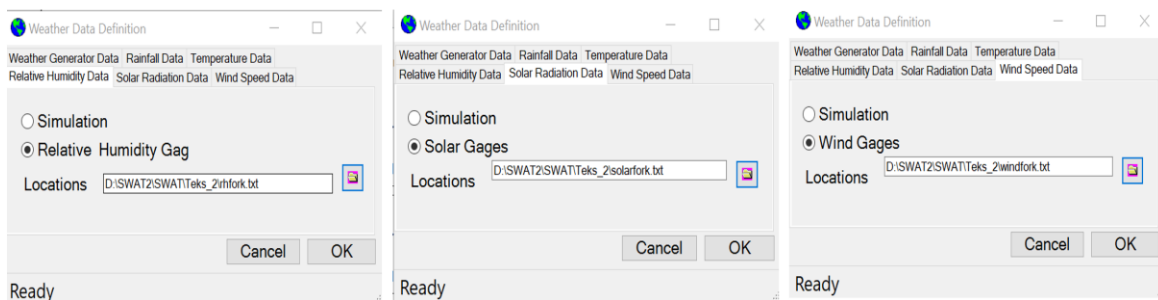 Weather Data Definition
Weather Generator Data Rainfall Data Temperature Data
Relative Humidity Data Solar Radiation Data Wind Speed Data
Simulation
Relative Humidity Gag
Locations D:\SWAT2\SWAT\Teks_2\rhfork.txt
Cancel OK
Ready
Weather Data Definition
Weather Generator Data Rainfall Data Temperature Data
Relative Humidity Data Solar Radiation Data Wind Speed Data
Simulation
Solar Gages
Locations D:\SWAT2\SWAT\Teks_2\solarfork.txt
Cancel OK
Ready
Weather Data Definition
Weather Generator Data Rainfall Data Temperature Data
Relative Humidity Data Solar Radiation Data Wind Speed Data
Simulation
Wind Gages
Locations D:\SWAT2\SWAT\Teks_2\windfork.txt
Cancel OK
Ready